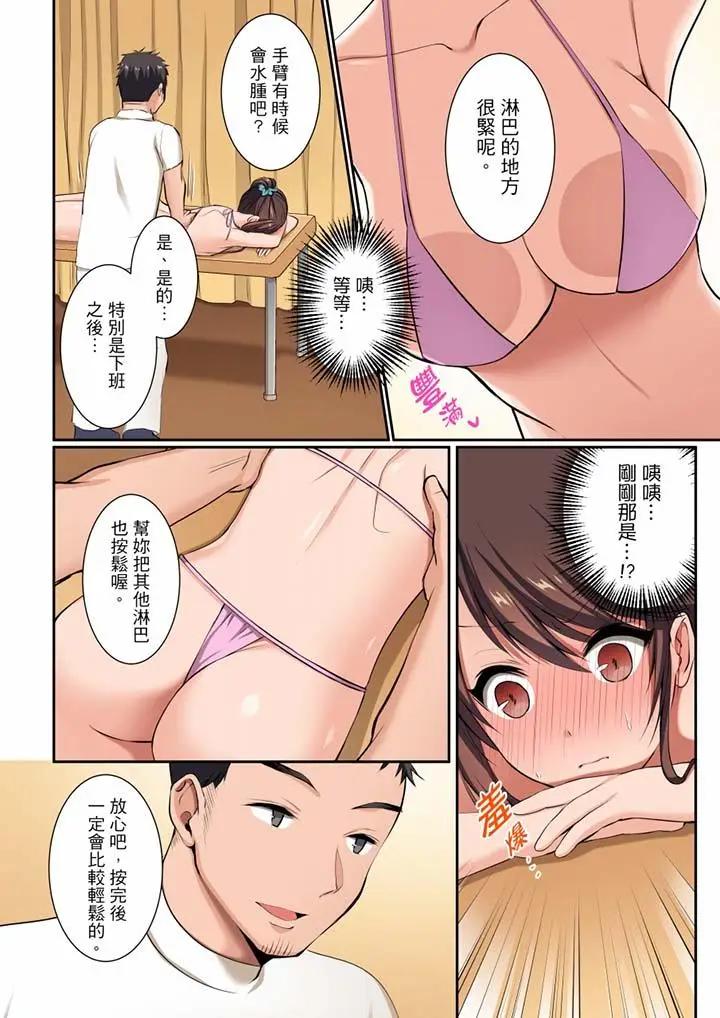 淋巴的地方
很緊呢。
豐滿
手臂有時候
會水腫吧？
咦…
等等…
是、是的…
特別是下班
之後…
咦咦…
剛剛那是…!?
羞
爆
幫妳把其他淋巴
也按鬆喔。
放心吧，按完後
一定會比較輕鬆的。